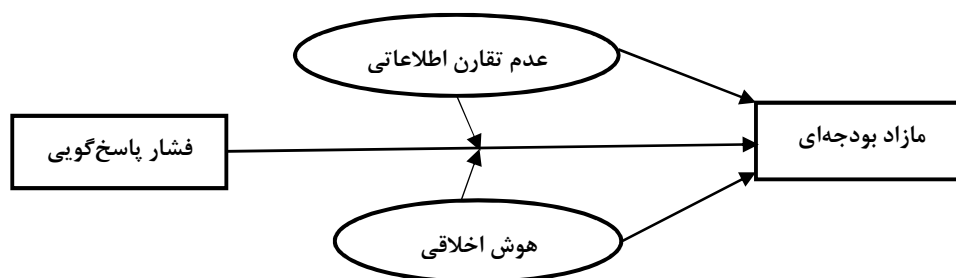 عدم تقارن اطلاعاتی
مازاد بودجه‌ای
فشار پاسخ‌گویی
هوش اخلاقی